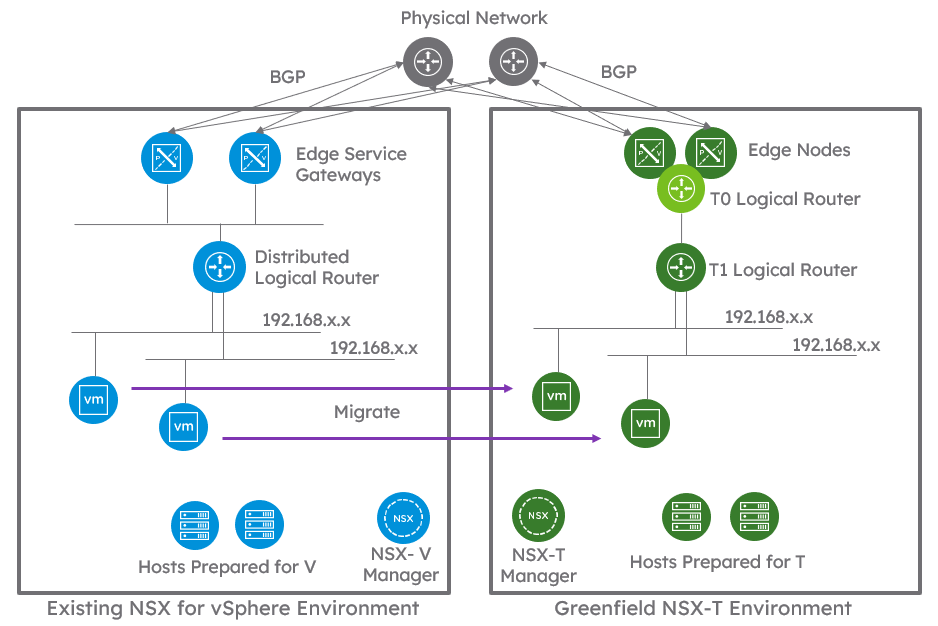 Physical Network
BGP
BGP
P V
P V
Edge Service
Gateways
P V
P V
Edge Nodes
T0 Logical Router
Distributed
Logical Router
T1 Logical Router
192.168.x.x
192.168.x.x
192.168.x.x
192.168.x.x
vm
vm
Migrate
vm
vm
NSX
NSX- V
Manager
Hosts Prepared for V
NSX
NSX-T
Manager
Hosts Prepared for T
Existing NSX for vSphere Environment
Greenfield NSX-T Environment